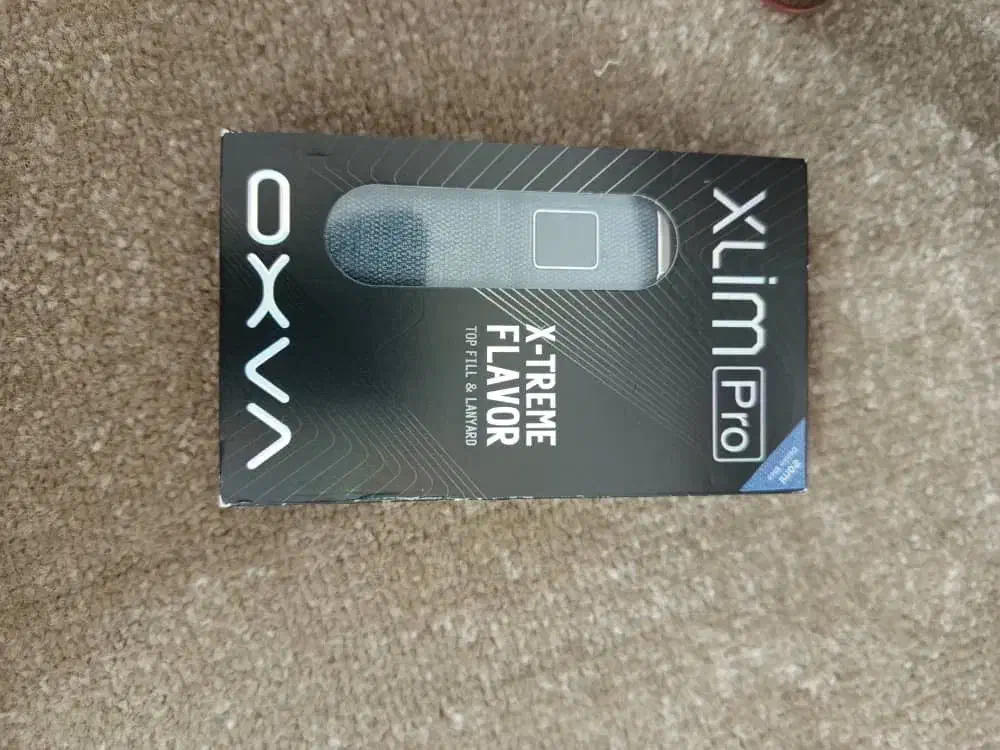 XLIM Pro
X-TREME
FLAVOR
TOP FILL & LANYARD
OXVA